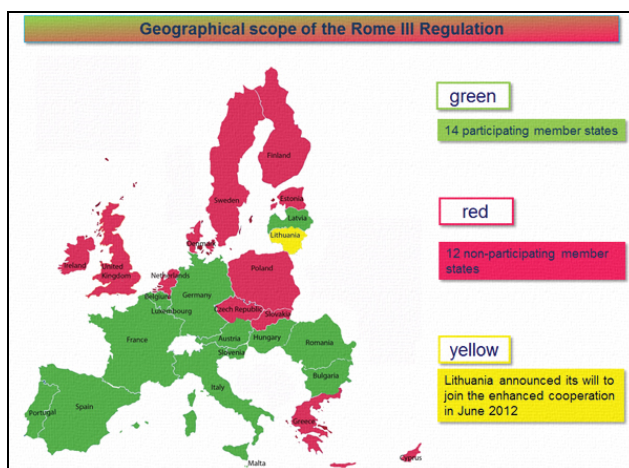 Geographical scope of the Rome III Regulation
green
14 participating member states
red
12 non-participating member
states
yellow
Lithuania announced its will to
join the enhanced cooperation
in June 2012
Finland
Sweden
Estonia
Latvia
Lithuania
Denmark
Ireland
United
Kingdom
Netherlands
Poland
Belgium
Germany
Luxembourg
Czech Republic
Slovakia
France
Austria
Hungary
Slovenia
Romania
Bulgaria
Italy
Portugal
Spain
Greece
Malta
Cyprus